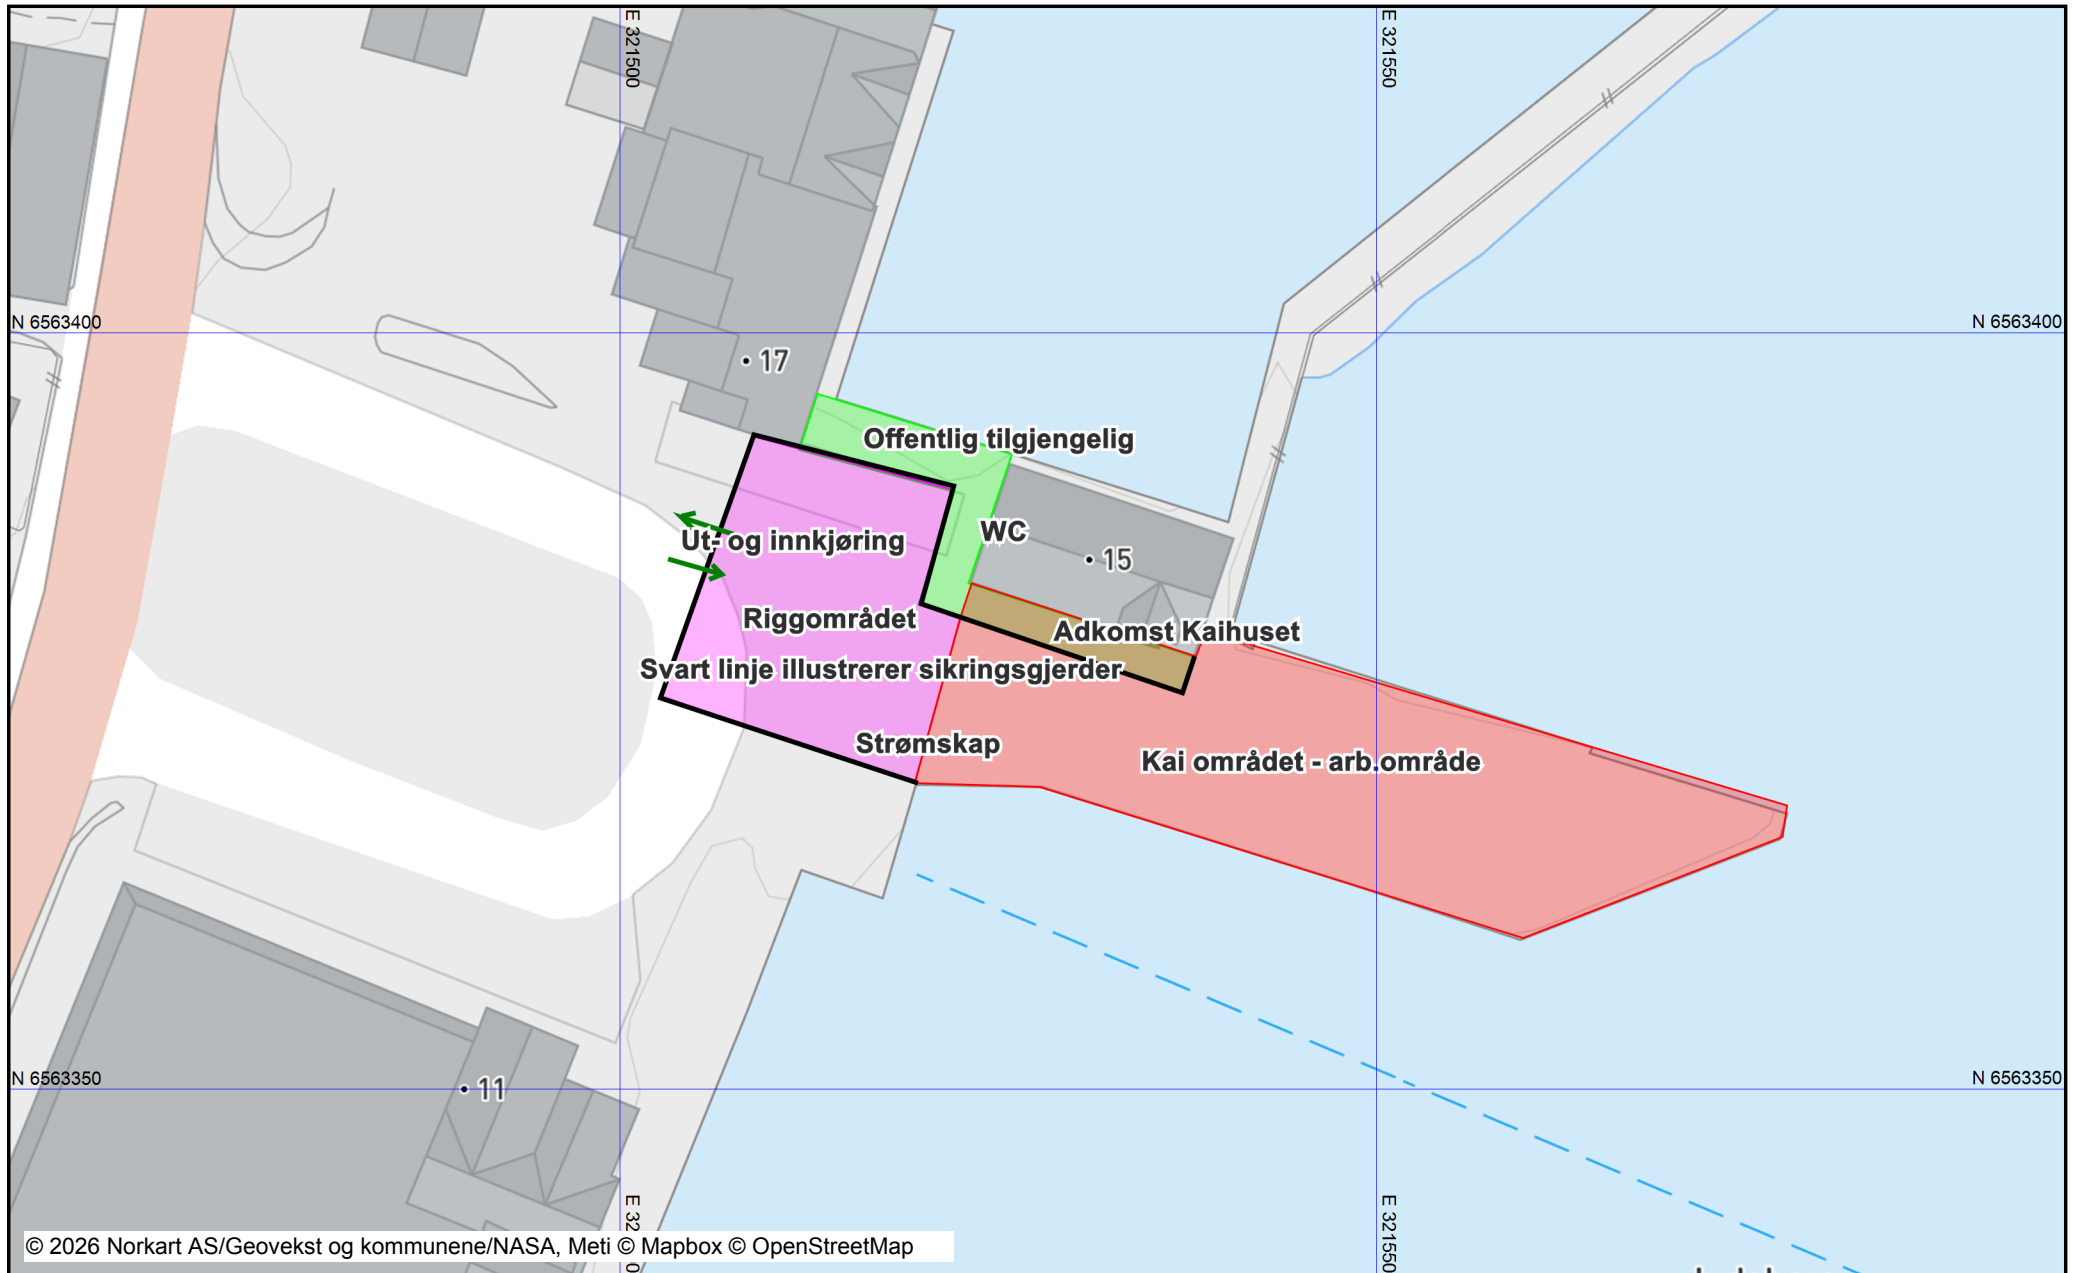 E 321500
E 321550
N 6563400
N 6563400
17
Offentlig tilgjengelig
WC
Ut- og innkjøring
15
Riggområdet
Adkomst Kaihuset
Svart linje illustrerer sikringsgjerder
Strømskap
Kai området - arb.område
N 6563350
N 6563350
11
E 321550
© 2026 Norkart AS/Geovekst og kommunene/NASA, Meti © Mapbox © OpenStreetMap